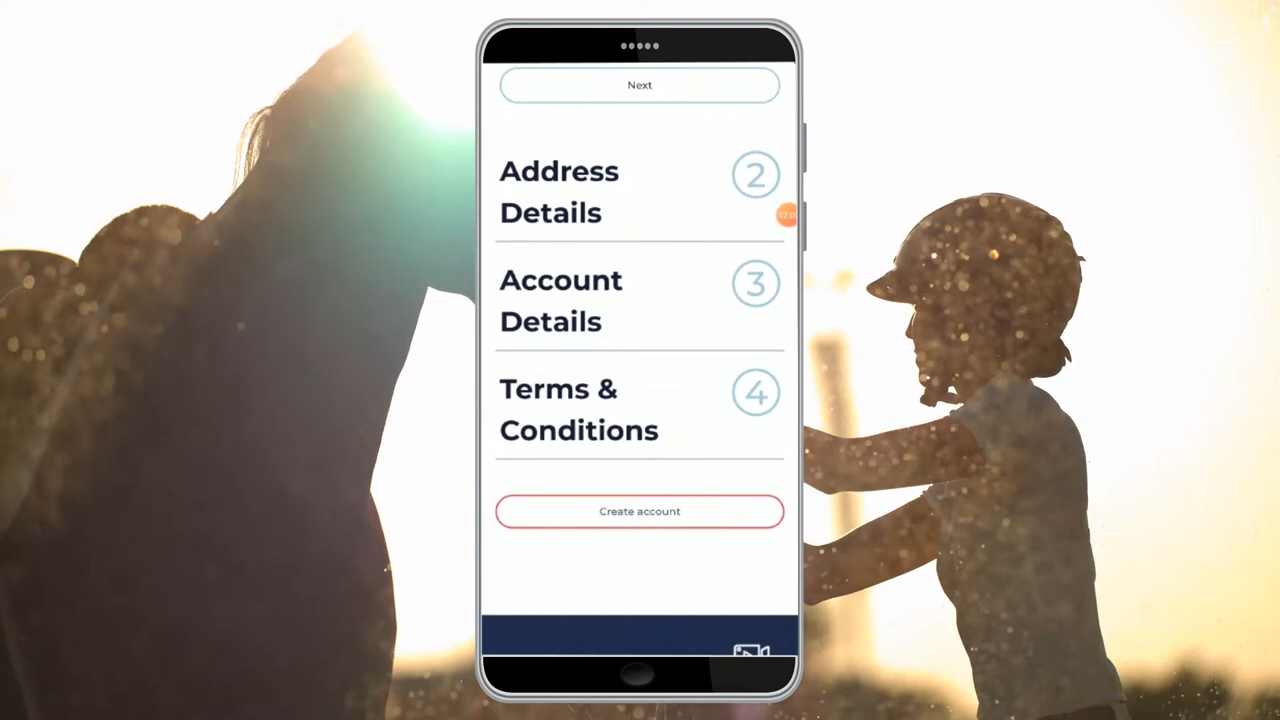 Next
Address
Details
2
Account
Details
3
Terms &
Conditions
4
Create account